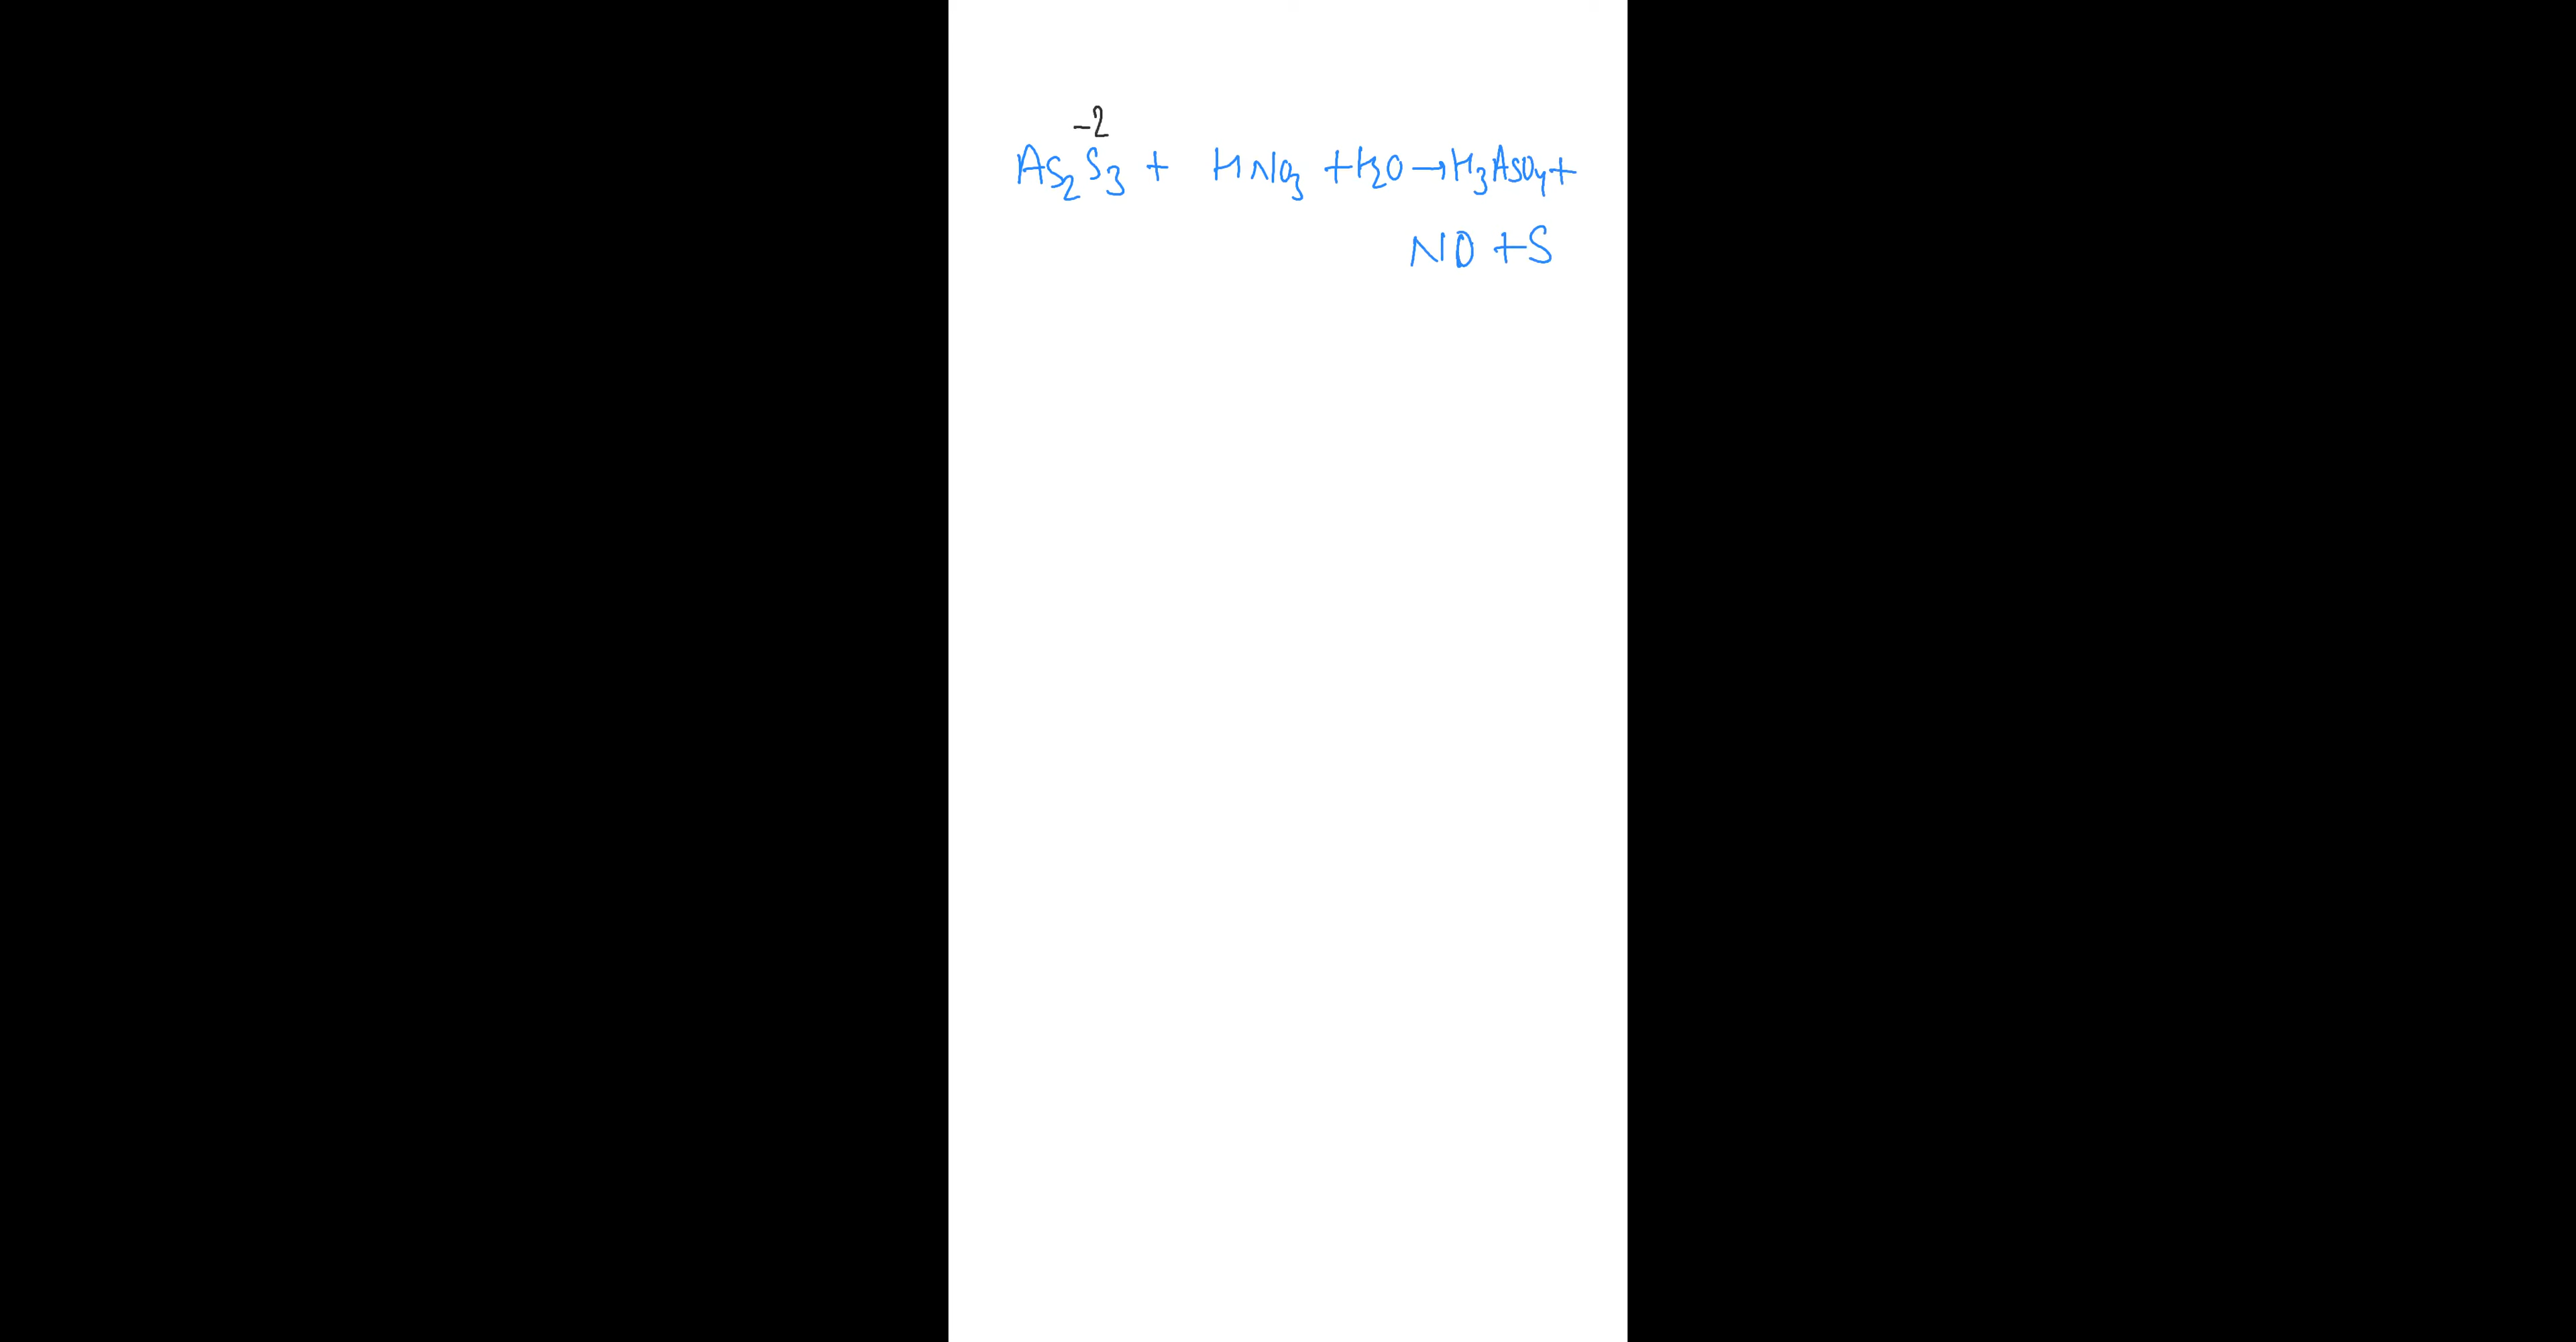 -2
As₂S₃ + HNO₃ + H₂O → H₃AsO₄ +
NO + S